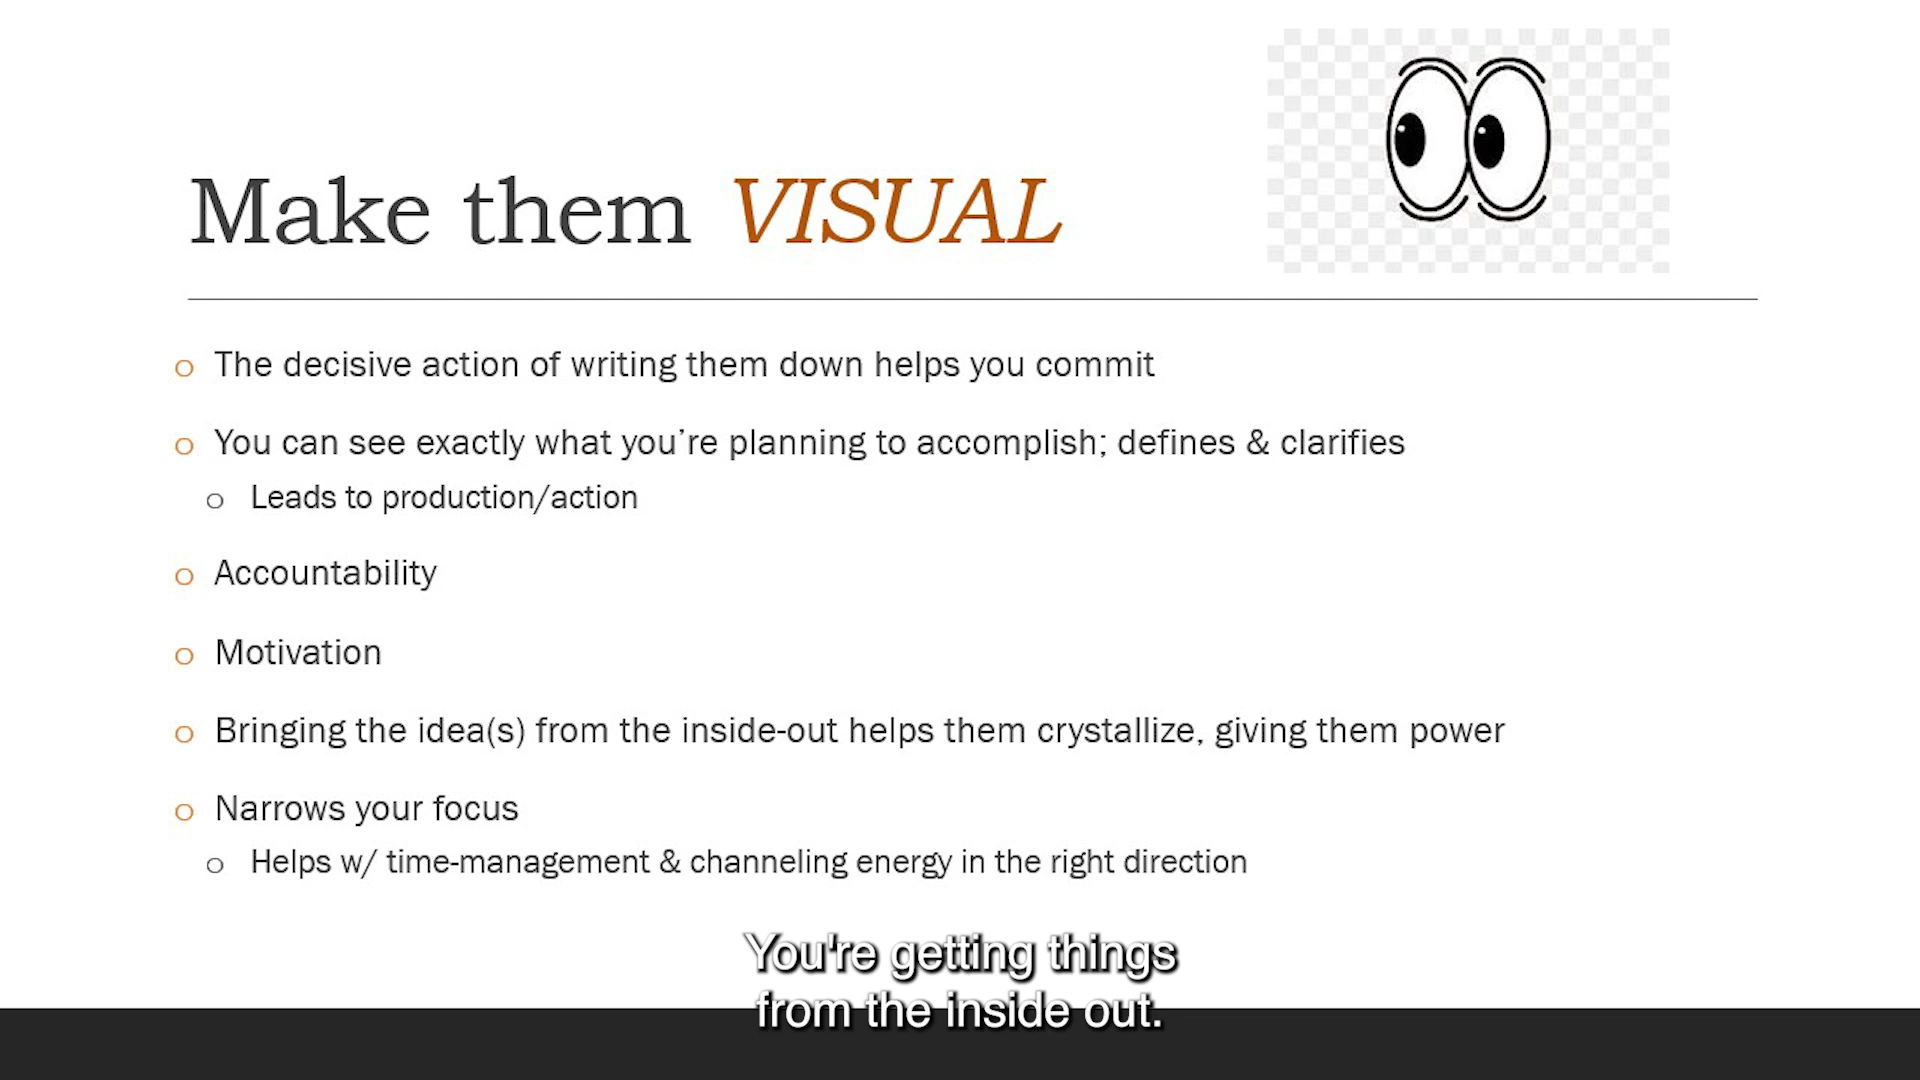 Make them VISUAL
o The decisive action of writing them down helps you commit
o You can see exactly what you’re planning to accomplish; defines & clarifies
o Leads to production/action
o Accountability
o Motivation
o Bringing the idea(s) from the inside-out helps them crystallize, giving them power
o Narrows your focus
o Helps w/ time-management & channeling energy in the right direction
You're getting things
from the inside out.